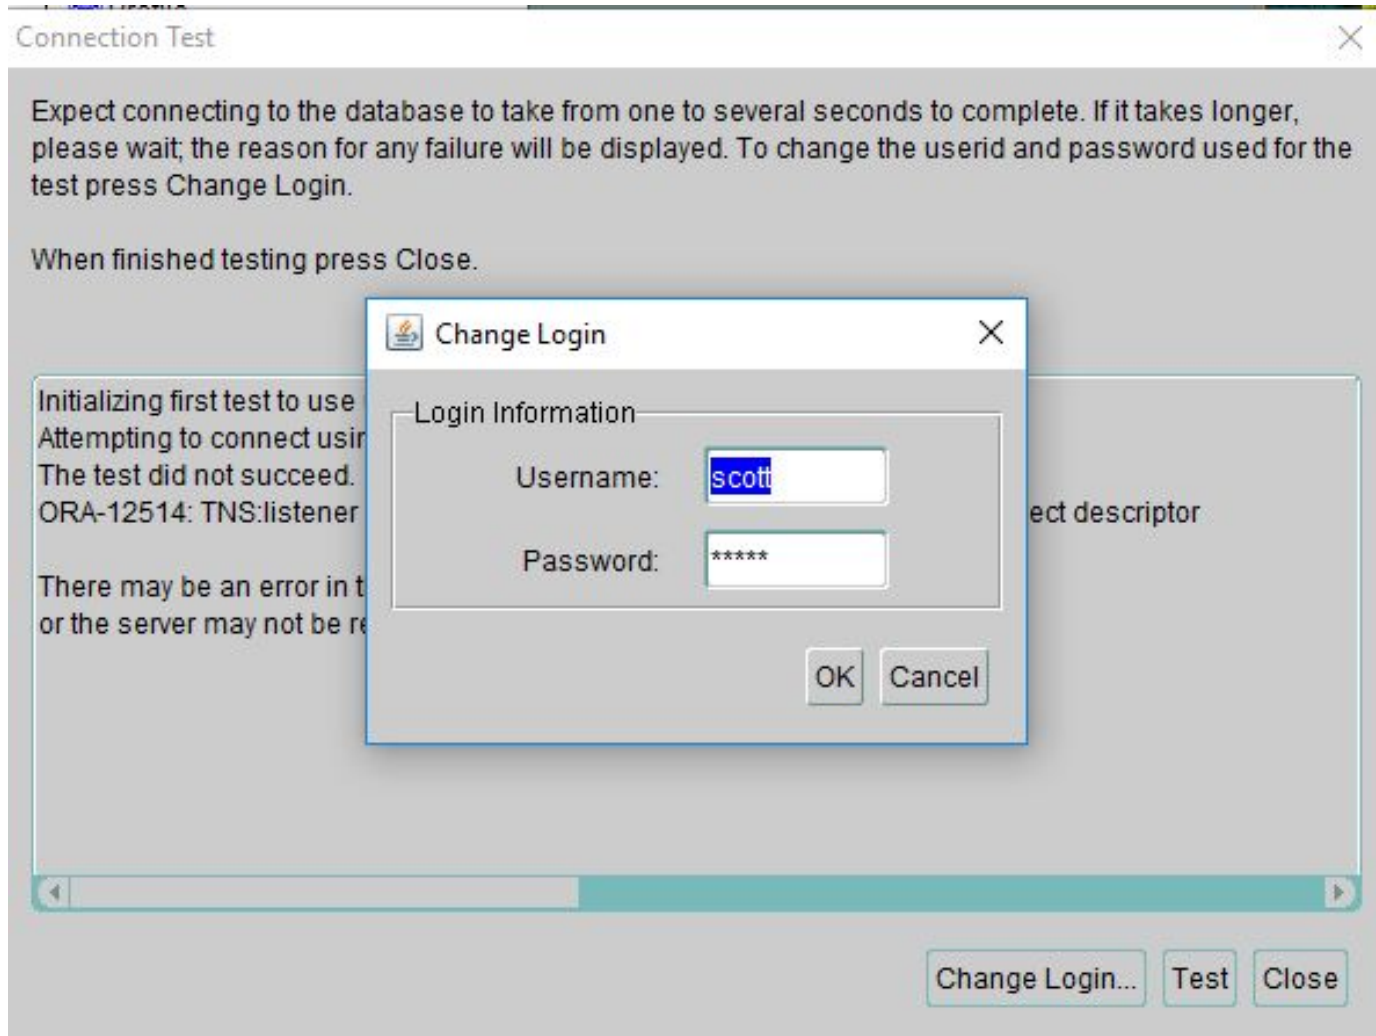 Connection Test
Expect connecting to the database to take from one to several seconds to complete. If it takes longer,
please wait; the reason for any failure will be displayed. To change the userid and password used for the
test press Change Login.
When finished testing press Close.
Change Login
Initializing first test to use
Attempting to connect
The test did not succeed.
ORA-12514: TNS:listener
ect descriptor
There may be an error in
or the server may not be
Login Information
Username: scott
Password: *****
OK Cancel
Change Login... Test Close